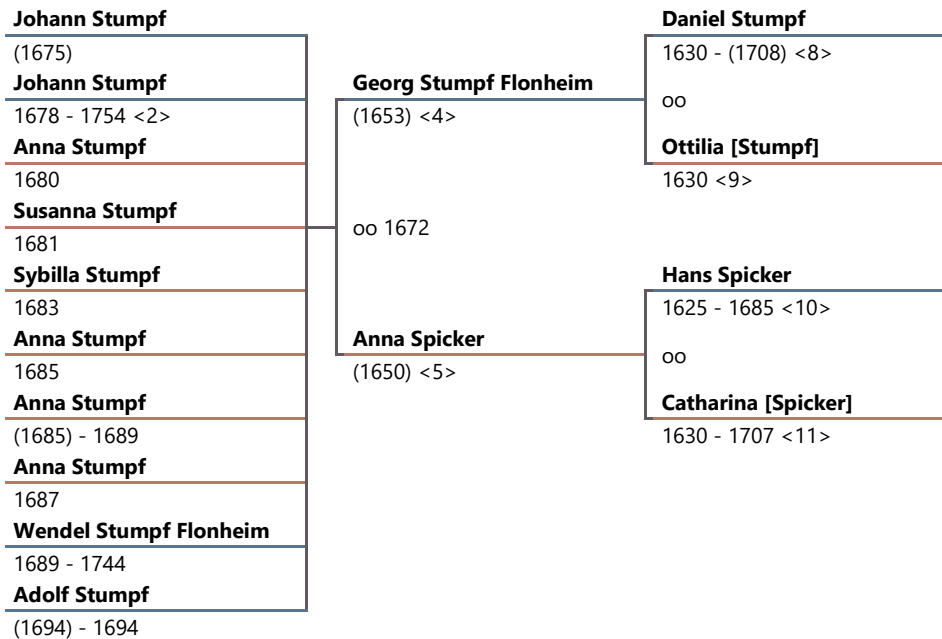 Johann Stumpf
(1675)
Johann Stumpf
1678 - 1754 <2>
Anna Stumpf
1680
Susanna Stumpf
1681
Sybilla Stumpf
1683
Anna Stumpf
1685
Anna Stumpf
(1685) - 1689
Anna Stumpf
1687
Wendel Stumpf Flonheim
1689 - 1744
Adolf Stumpf
(1694) - 1694
Georg Stumpf Flonheim
(1653) <4>
oo 1672
Anna Spicker
(1650) <5>
Daniel Stumpf
1630 - (1708) <8>
oo
Ottilia [Stumpf]
1630 <9>
Hans Spicker
1625 - 1685 <10>
oo
Catharina [Spicker]
1630 - 1707 <11>